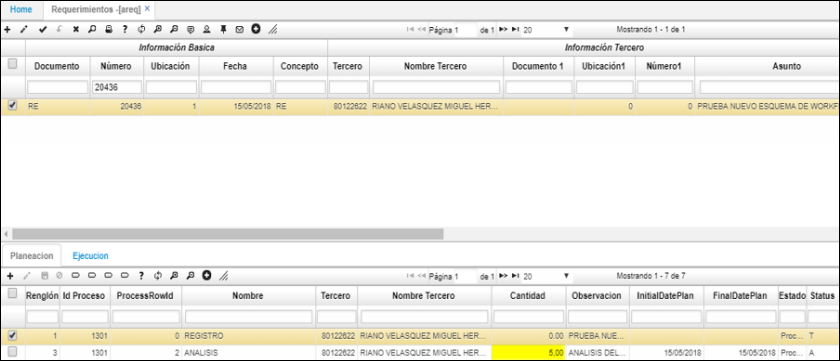 Home Requerimientos -[areq] ×
Página 1 de 1 20 Mostrando 1 - 1 de 1
Información Basica Información Tercero
Documento Número Ubicación Fecha Concepto Tercero Nombre Tercero Documento 1 Ubicación1 Número1 Asunto
20436
RE 20436 1 15/05/2018 RE 80122622 RIANO VELASQUEZ MIGUEL HER... 0 0 PRUEBA NUEVO ESQUEMA DE WORKF
Planeacion Ejecucion
Página 1 de 1 20 Mostrando 1 - 7 de 7
Renglón Id Proceso ProcessRowId Nombre Tercero Nombre Tercero Cantidad Observacion InitialDatePlan FinalDatePlan Estado Status
1 1301 0 REGISTRO 80122622 RIANO VELASQUEZ MIGUEL HER... 0.00 PRUEBA NUE... Proc... T
3 1301 2 ANALISIS 80122622 RIANO VELASQUEZ MIGUEL HER... 5,00 ANALISIS DEL... 15/05/2018 15/05/2018 Proc... A